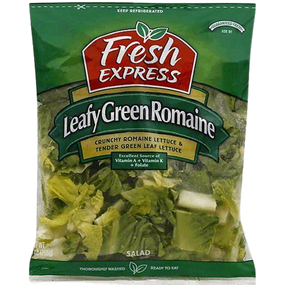 KEEP REFRIGERATED
Fresh
EXPRESS
Leafy Green Romaine
CRUNCHY ROMAINE LETTUCE &
TENDER GREEN LEAF LETTUCE
Excellent Source of
Vitamin A • Vitamin K
• Folate
SALAD
THOROUGHLY WASHED
READY TO EAT